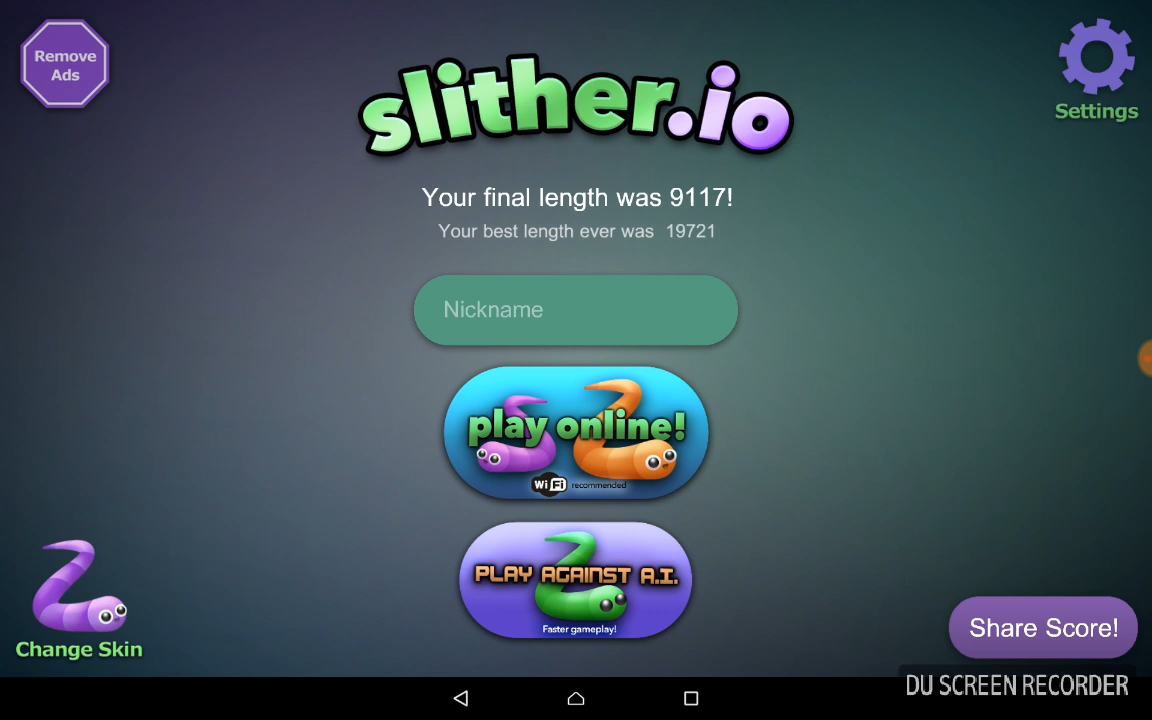 Remove
Ads
slither.io
Settings
Your final length was 9117!
Your best length ever was 19721
Nickname
play online!
WiFi recommended
PLAY AGAINST A.I.
Faster gameplay!
Change Skin
Share Score!
DU SCREEN RECORDER